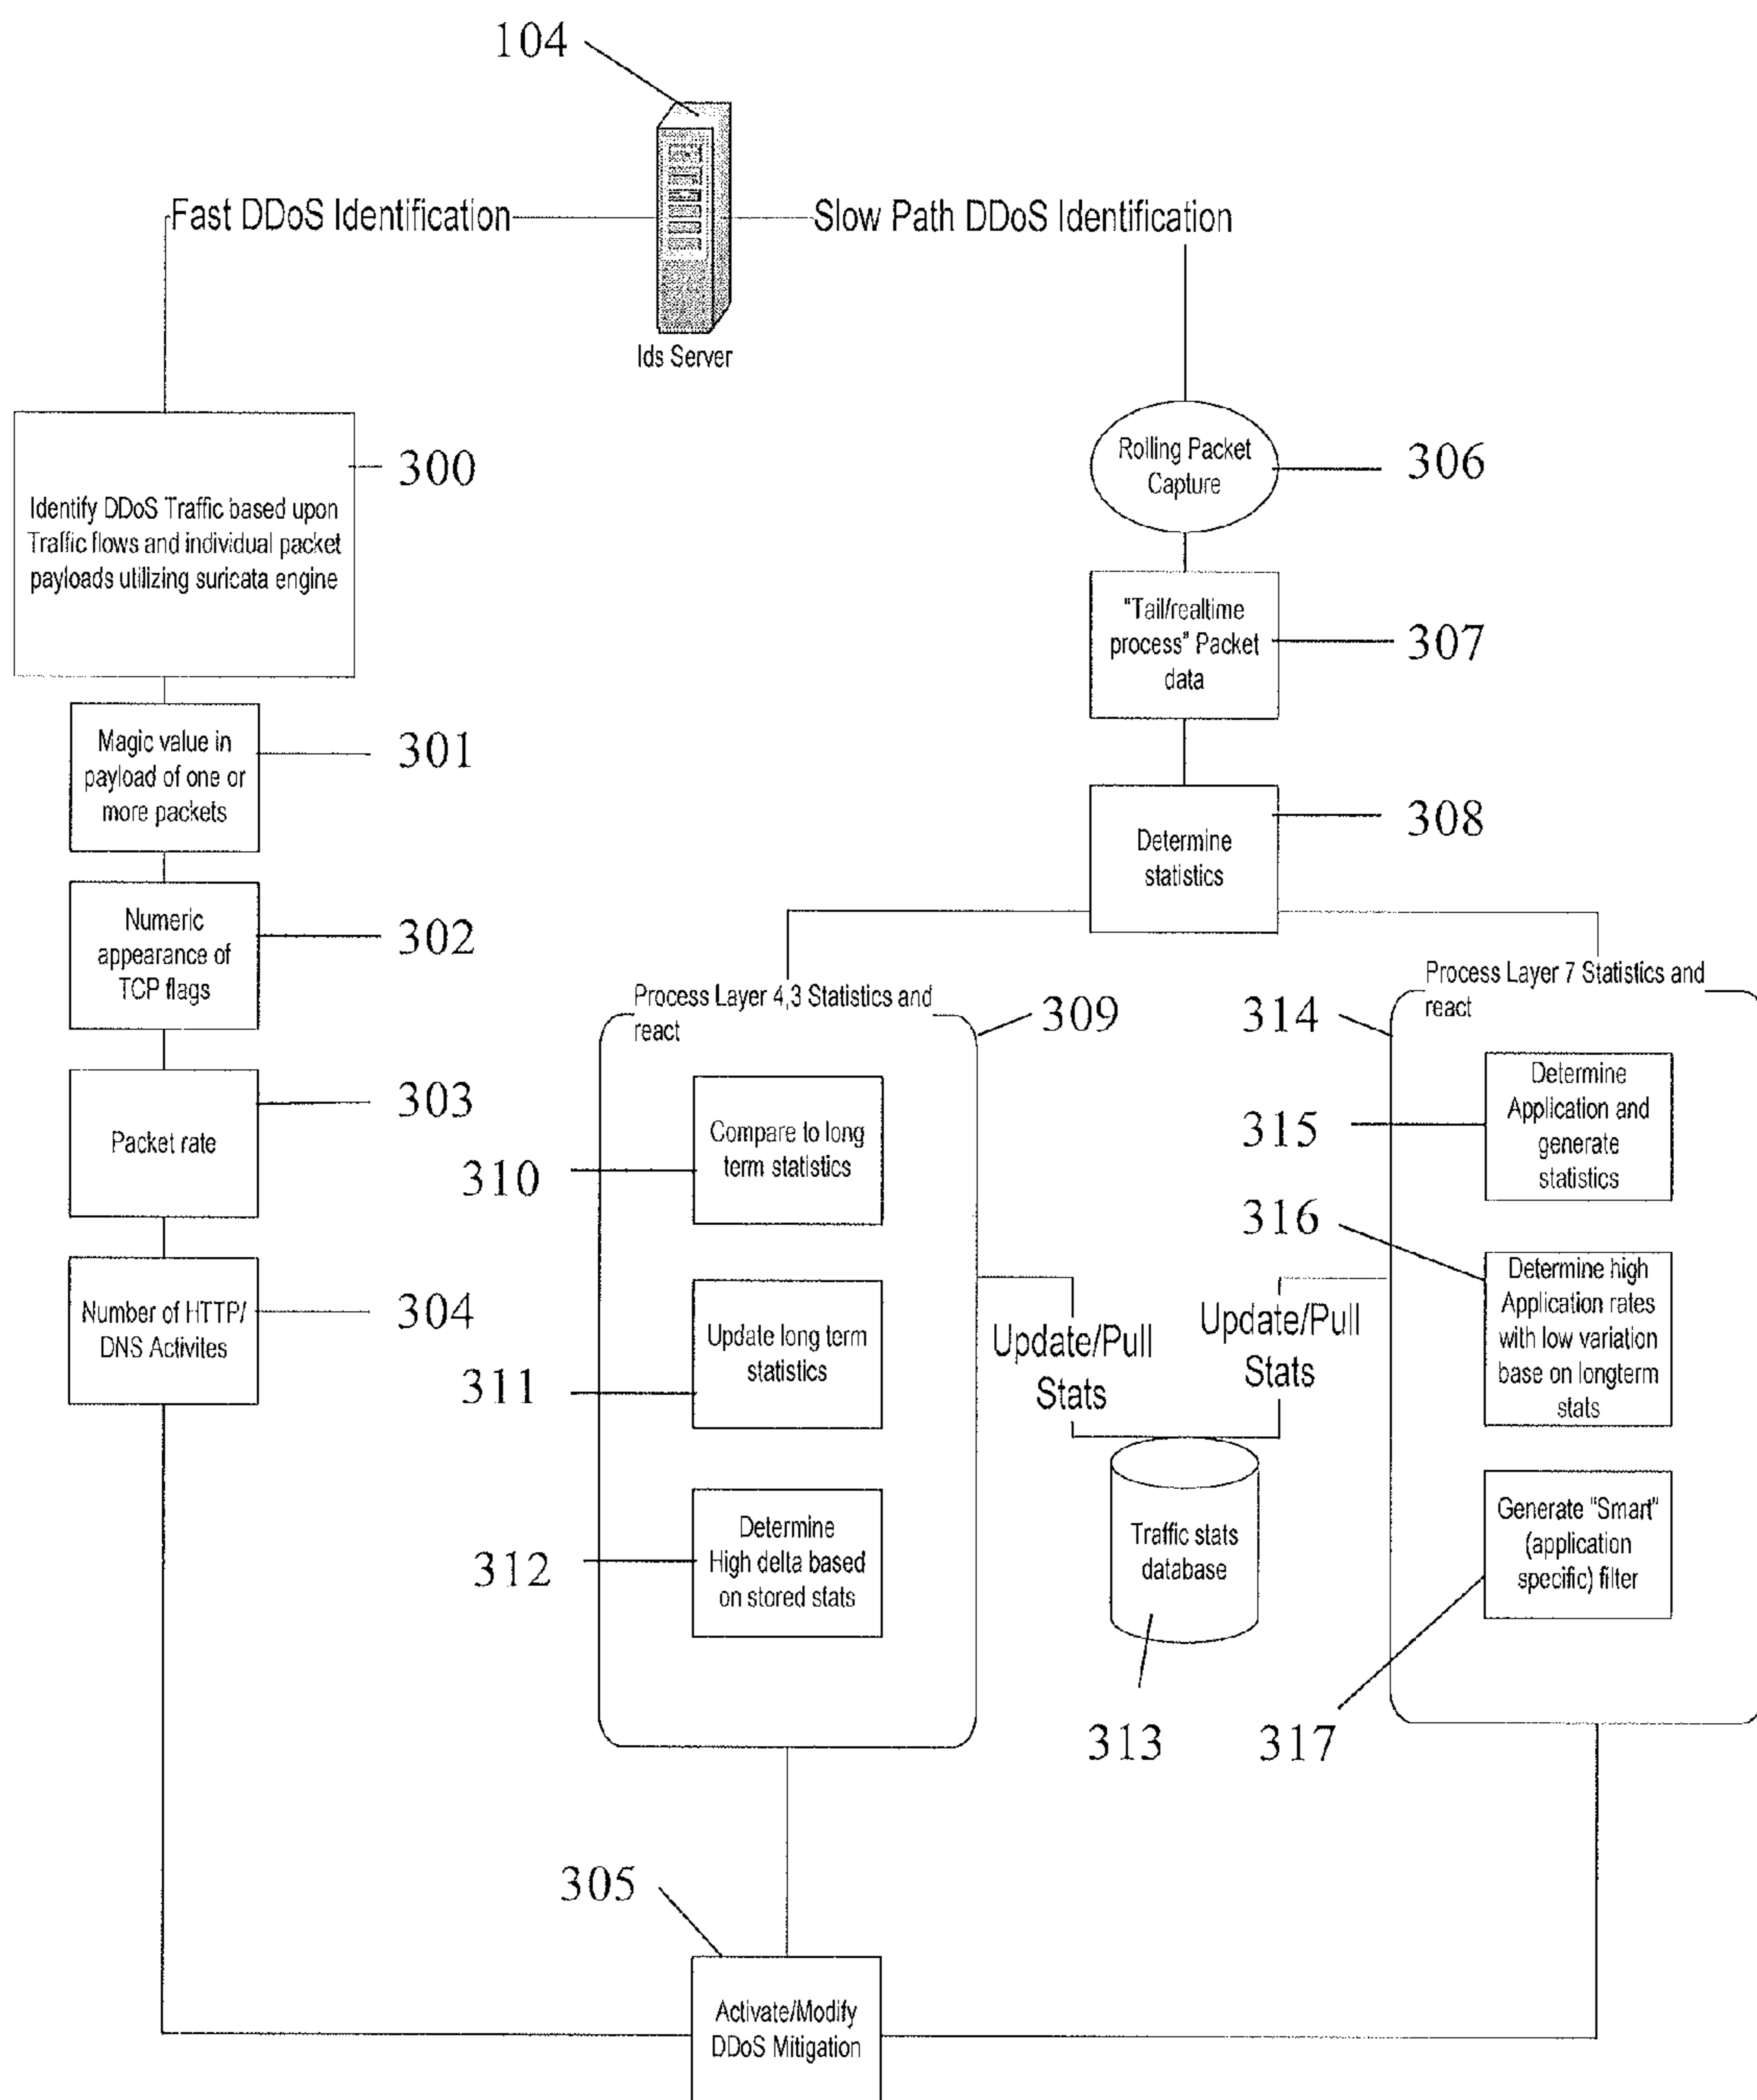 104
Fast DDoS Identification
Slow Path DDoS Identification
Ids Server
300
Identify DDoS Traffic based upon
Traffic flows and individual packet
payloads utilizing suricata engine
301
Magic value in
payload of one or
more packets
302
Numeric
appearance of
TCP flags
303
Packet rate
304
Number of HTTP/
DNS Activites
Rolling Packet
Capture
306
"Tail/realtime
process" Packet
data
307
308
Determine
statistics
Process Layer 4,3 Statistics and
react
309
Compare to long
term statistics
310
Update long term
statistics
311
Determine
High delta based
on stored stats
312
Update/Pull
Stats
Update/Pull
Stats
Traffic stats
database
313
Process Layer 7 Statistics and
react
314
Determine
Application and
generate
statistics
315
316
Determine high
Application rates
with low variation
base on longterm
stats
Generate "Smart"
(application
specific) filter
317
305
Activate/Modify
DDoS Mitigation